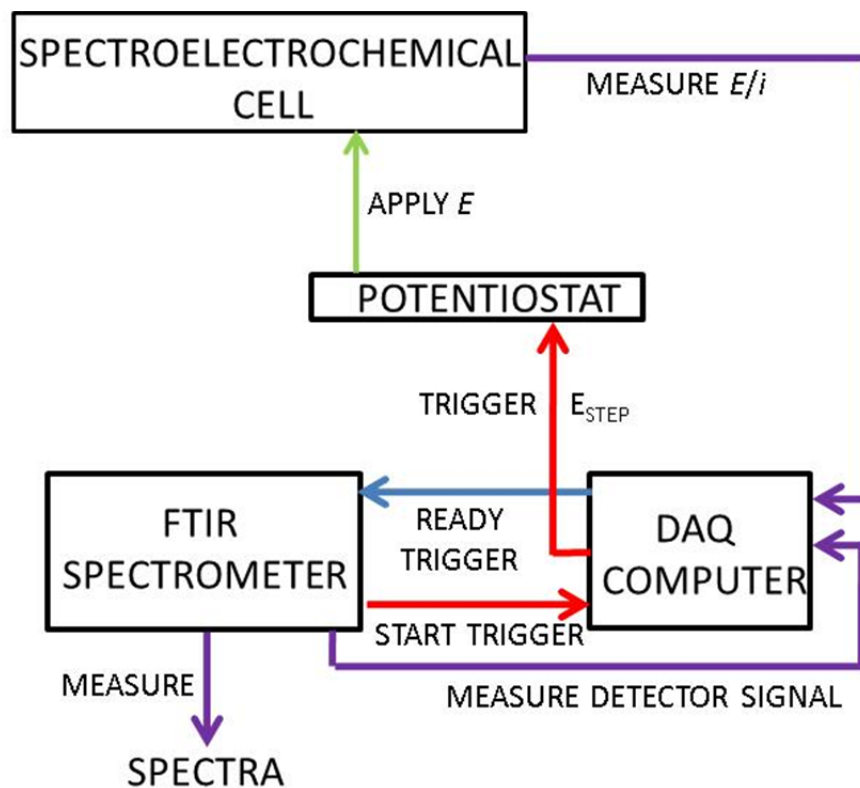 SPECTROELECTROCHEMICAL
CELL
MEASURE E/i
APPLY E
POTENTIOSTAT
TRIGGER E_STEP
FTIR
SPECTROMETER
READY
TRIGGER
DAQ
COMPUTER
START TRIGGER
MEASURE
MEASURE DETECTOR SIGNAL
SPECTRA